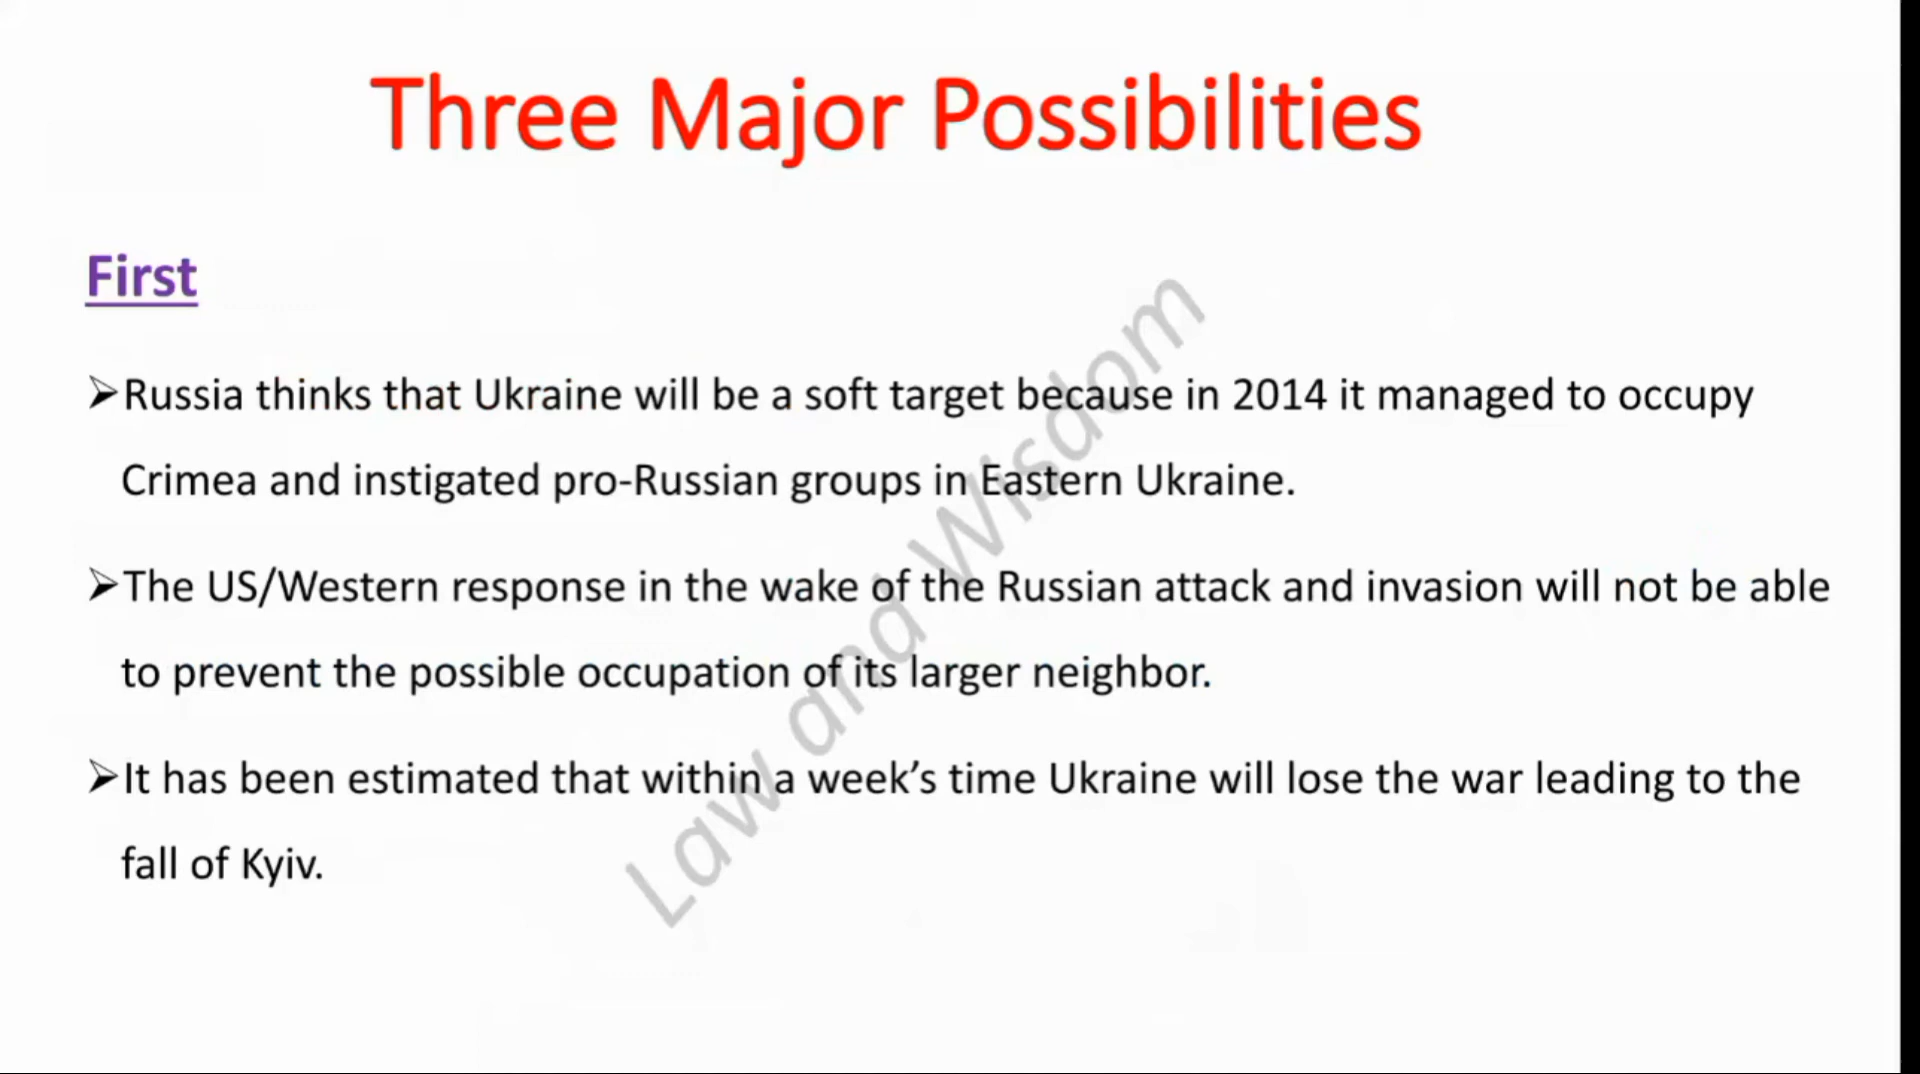 Three Major Possibilities
First
➢Russia thinks that Ukraine will be a soft target because in 2014 it managed to occupy
Crimea and instigated pro-Russian groups in Eastern Ukraine.
➢The US/Western response in the wake of the Russian attack and invasion will not be able
to prevent the possible occupation of its larger neighbor.
➢It has been estimated that within a week’s time Ukraine will lose the war leading to the
fall of Kyiv.
Law and Wisdom